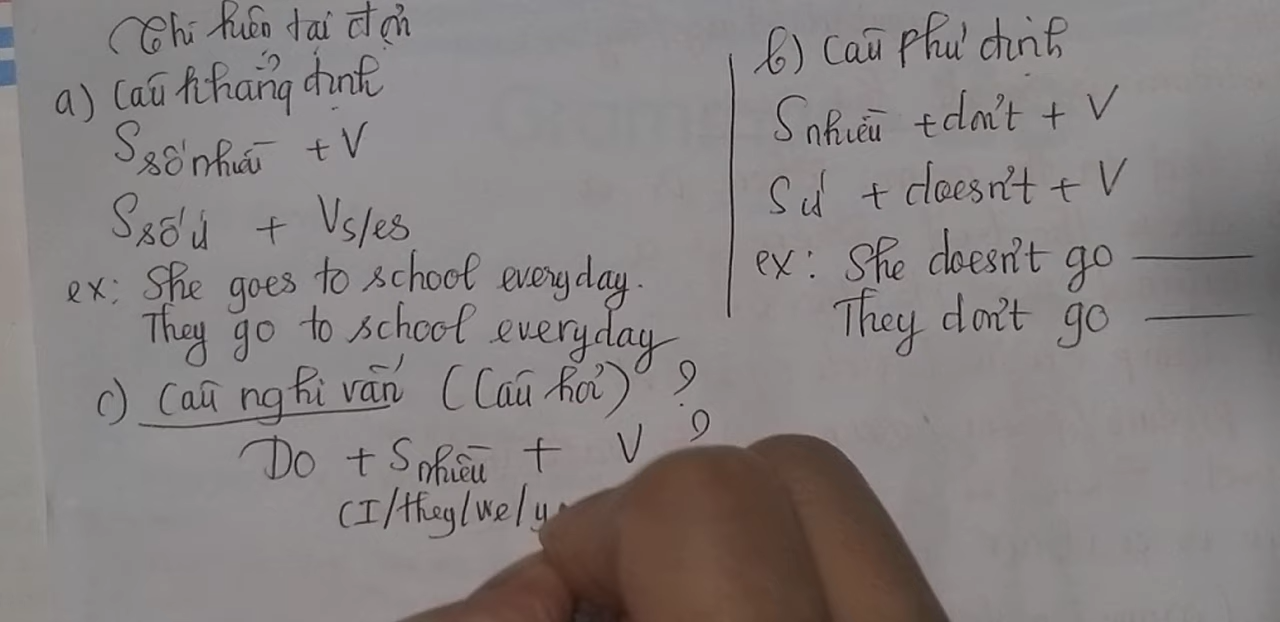 Thì hiện tại đơn
a) Câu khẳng định
S số nhiều + V
S số ít + Vs/es
ex: She goes to school everyday.
They go to school everyday
b) Câu phủ định
S nhiều + don't + V
S ít + doesn't + V
ex: She doesn't go ——
They don't go ——
c) Câu nghi vấn (Câu hỏi) ?
Do + S nhiều + V ?
(I/they/we/y